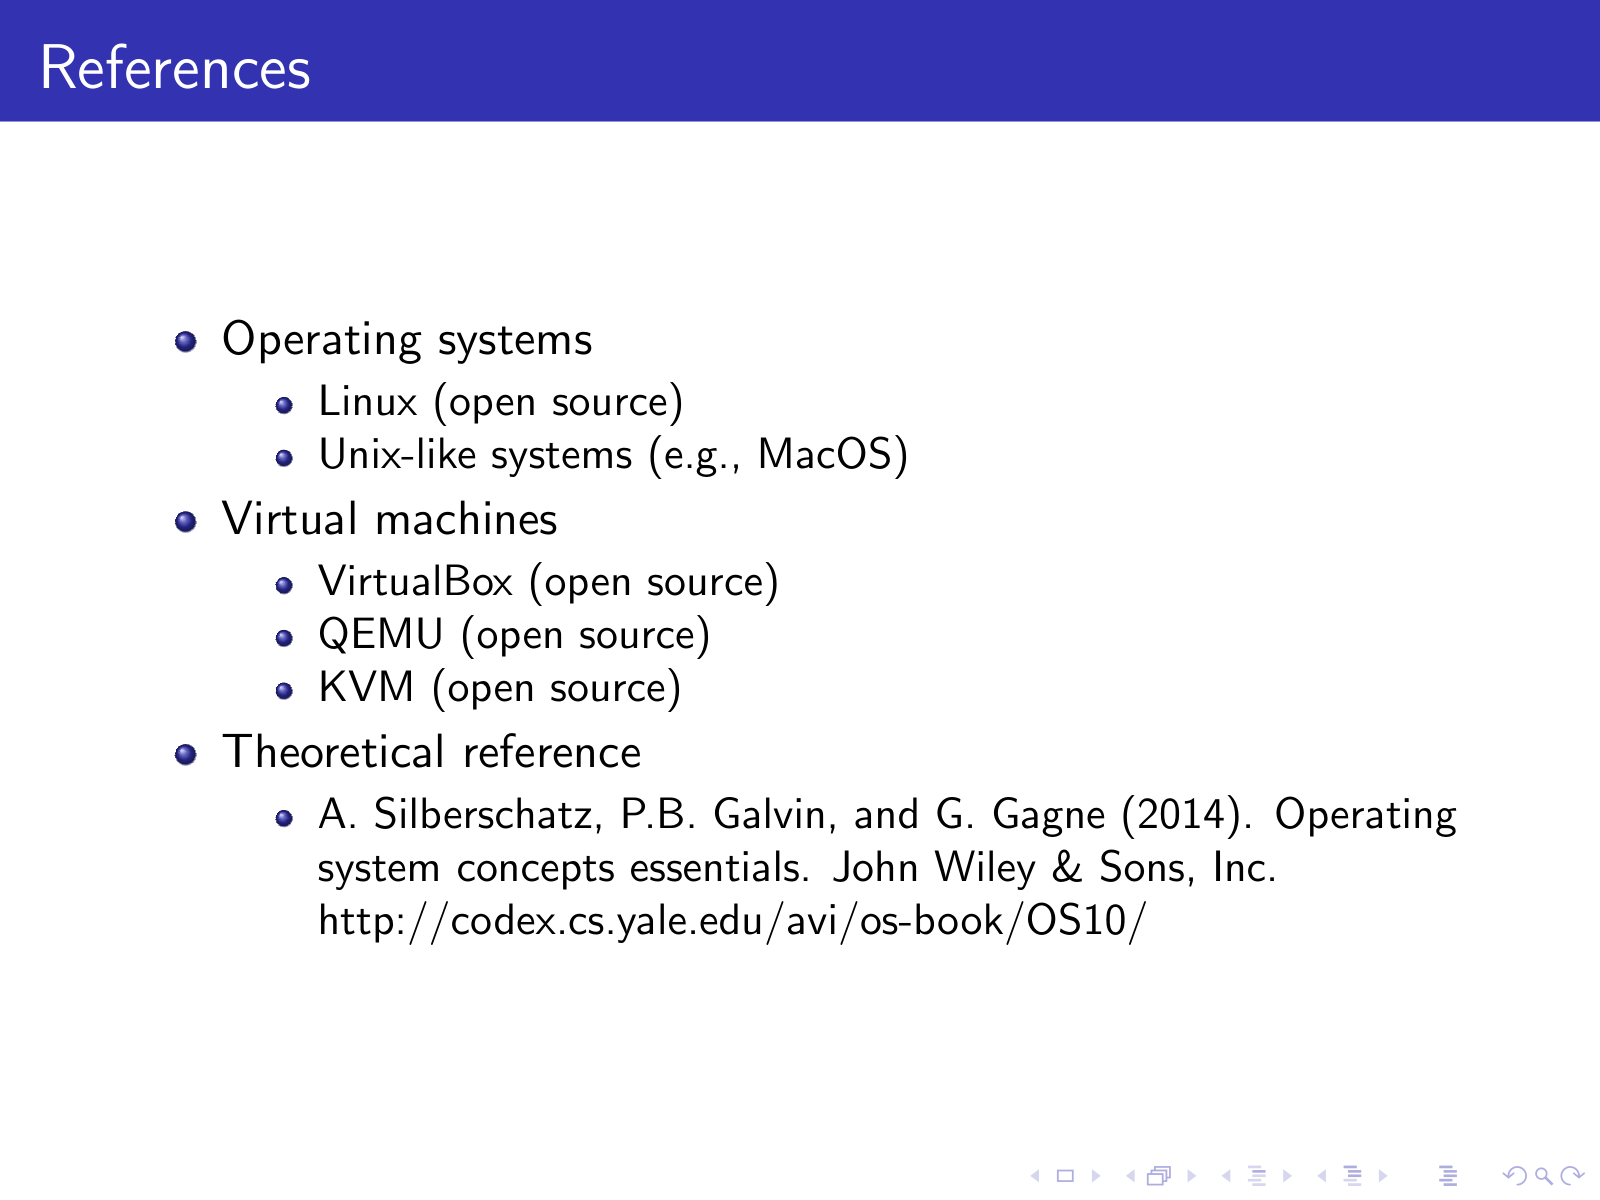 References
Operating systems
Linux (open source)
Unix-like systems (e.g., MacOS)
Virtual machines
VirtualBox (open source)
QEMU (open source)
KVM (open source)
Theoretical reference
A. Silberschatz, P.B. Galvin, and G. Gagne (2014). Operating
system concepts essentials. John Wiley & Sons, Inc.
http://codex.cs.yale.edu/avi/os-book/OS10/